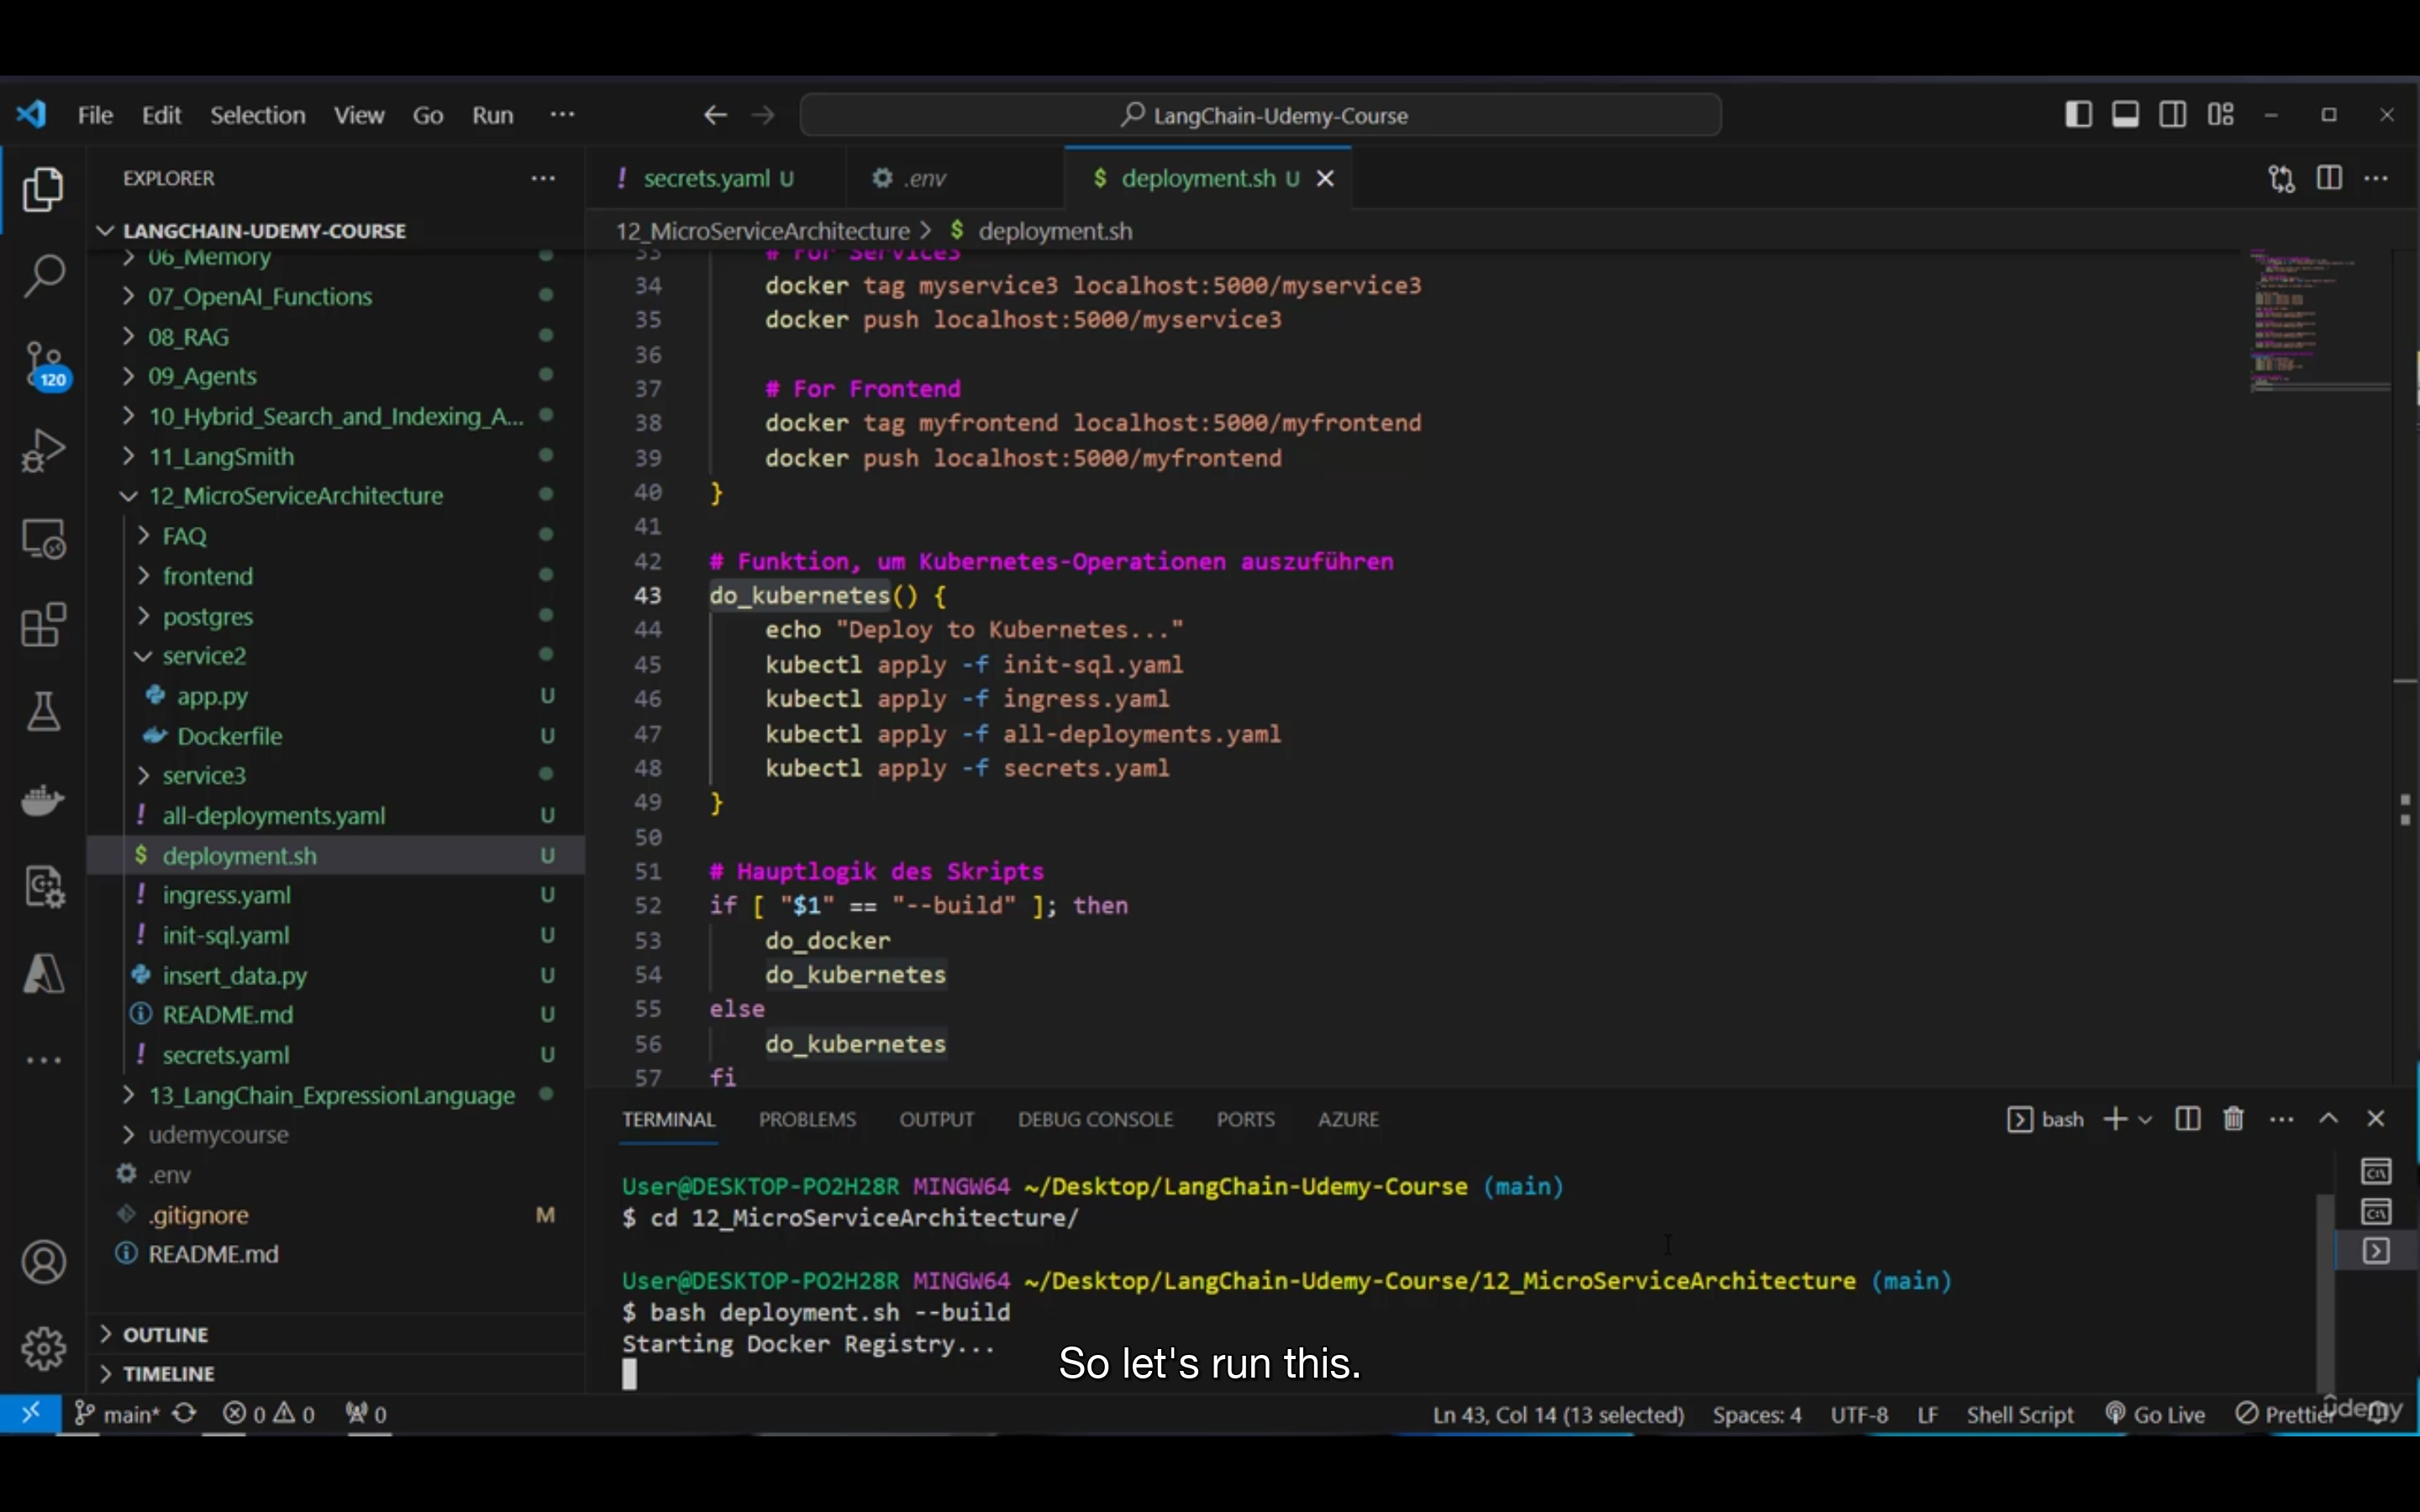 File Edit Selection View Go Run ···
LangChain-Udemy-Course
EXPLORER
LANGCHAIN-UDEMY-COURSE
06_Memory
07_OpenAI_Functions
08_RAG
09_Agents
10_Hybrid_Search_and_Indexing_A...
11_LangSmith
12_MicroServiceArchitecture
FAQ
frontend
postgres
service2
app.py U
Dockerfile U
service3
! all-deployments.yaml U
$ deployment.sh U
! ingress.yaml U
! init-sql.yaml U
insert_data.py U
README.md U
! secrets.yaml U
13_LangChain_ExpressionLanguage
udemycourse
.env
.gitignore M
README.md
OUTLINE
TIMELINE
120
! secrets.yaml U
.env
$ deployment.sh U
12_MicroServiceArchitecture > $ deployment.sh
33 # For Service3
34 docker tag myservice3 localhost:5000/myservice3
35 docker push localhost:5000/myservice3
36
37 # For Frontend
38 docker tag myfrontend localhost:5000/myfrontend
39 docker push localhost:5000/myfrontend
40 }
41
42 # Funktion, um Kubernetes-Operationen auszuführen
43 do_kubernetes() {
44 echo "Deploy to Kubernetes..."
45 kubectl apply -f init-sql.yaml
46 kubectl apply -f ingress.yaml
47 kubectl apply -f all-deployments.yaml
48 kubectl apply -f secrets.yaml
49 }
50
51 # Hauptlogik des Skripts
52 if [ "$1" == "--build" ]; then
53 do_docker
54 do_kubernetes
55 else
56 do_kubernetes
57 fi
TERMINAL PROBLEMS OUTPUT DEBUG CONSOLE PORTS AZURE
bash
User@DESKTOP-PO2H28R MINGW64 ~/Desktop/LangChain-Udemy-Course (main)
$ cd 12_MicroServiceArchitecture/
User@DESKTOP-PO2H28R MINGW64 ~/Desktop/LangChain-Udemy-Course/12_MicroServiceArchitecture (main)
$ bash deployment.sh --build
Starting Docker Registry...
So let's run this.
main* 0 0 0
Ln 43, Col 14 (13 selected) Spaces: 4 UTF-8 LF Shell Script Go Live Prettier
ûdemy